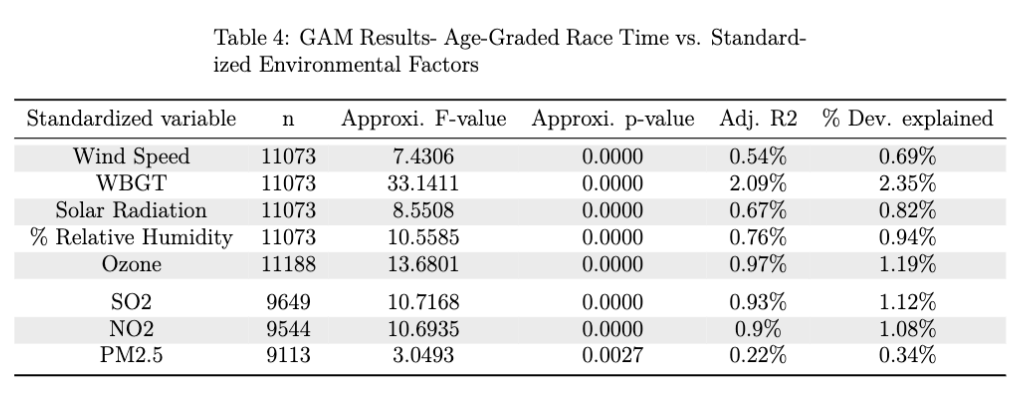 Table 4: GAM Results- Age-Graded Race Time vs. Standard-
ized Environmental Factors
Standardized variable n Approxi. F-value Approxi. p-value Adj. R2 % Dev. explained
Wind Speed 11073 7.4306 0.0000 0.54% 0.69%
WBGT 11073 33.1411 0.0000 2.09% 2.35%
Solar Radiation 11073 8.5508 0.0000 0.67% 0.82%
% Relative Humidity 11073 10.5585 0.0000 0.76% 0.94%
Ozone 11188 13.6801 0.0000 0.97% 1.19%
SO2 9649 10.7168 0.0000 0.93% 1.12%
NO2 9544 10.6935 0.0000 0.9% 1.08%
PM2.5 9113 3.0493 0.0027 0.22% 0.34%